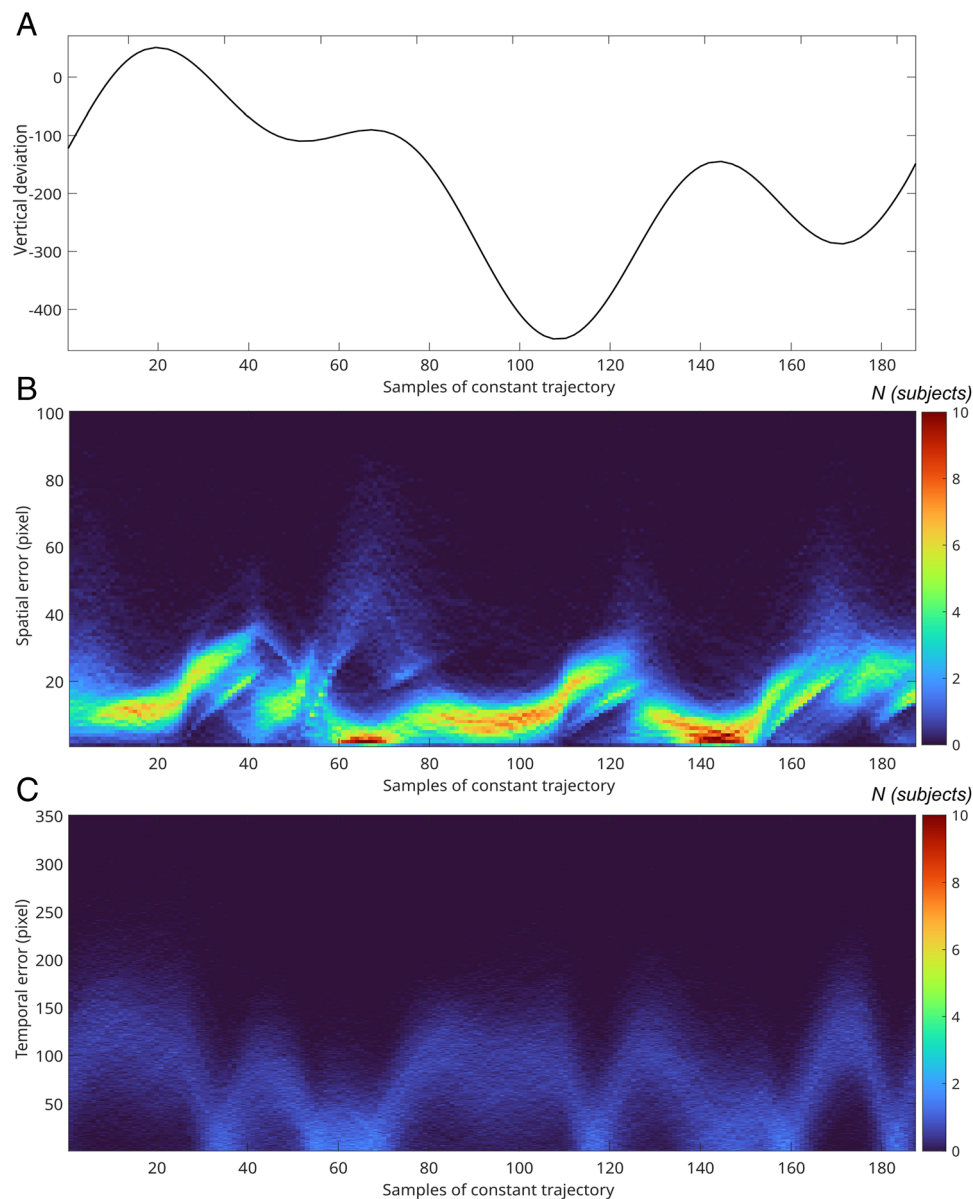 A
Vertical deviation
0
-100
-200
-300
-400
20 40 60 80 100 120 140 160 180
Samples of constant trajectory
B
N (subjects)
Spatial error (pixel)
100
80
60
40
20
10
8
6
4
2
0
20 40 60 80 100 120 140 160 180
Samples of constant trajectory
C
N (subjects)
Temporal error (pixel)
350
300
250
200
150
100
50
10
8
6
4
2
0
20 40 60 80 100 120 140 160 180
Samples of constant trajectory